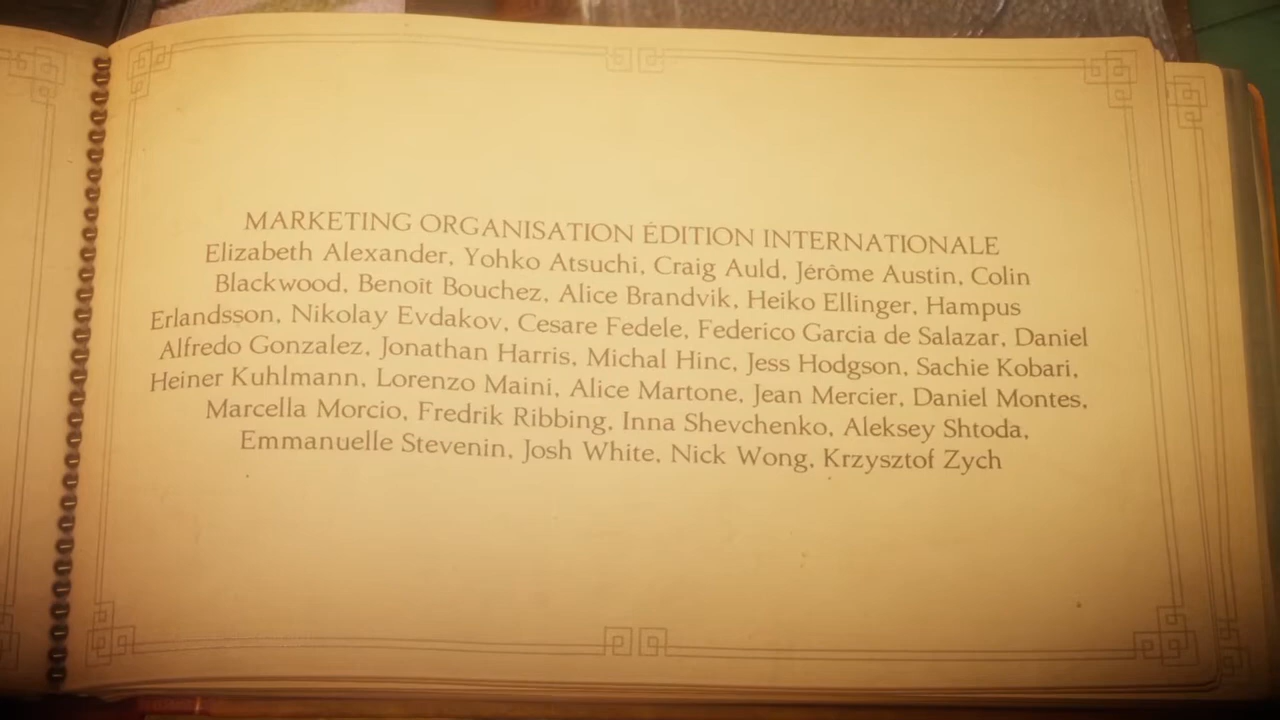 MARKETING ORGANISATION ÉDITION INTERNATIONALE
Elizabeth Alexander, Yohko Atsuchi, Craig Auld, Jérôme Austin, Colin
Blackwood, Benoît Bouchez, Alice Brandvik, Heiko Ellinger, Hampus
Erlandsson, Nikolay Evdakov, Cesare Fedele, Federico Garcia de Salazar, Daniel
Alfredo Gonzalez, Jonathan Harris, Michal Hinc, Jess Hodgson, Sachie Kobari,
Heiner Kuhlmann, Lorenzo Maini, Alice Martone, Jean Mercier, Daniel Montes,
Marcella Morcio, Fredrik Ribbing, Inna Shevchenko, Aleksey Shtoda,
Emmanuelle Stevenin, Josh White, Nick Wong, Krzysztof Zych